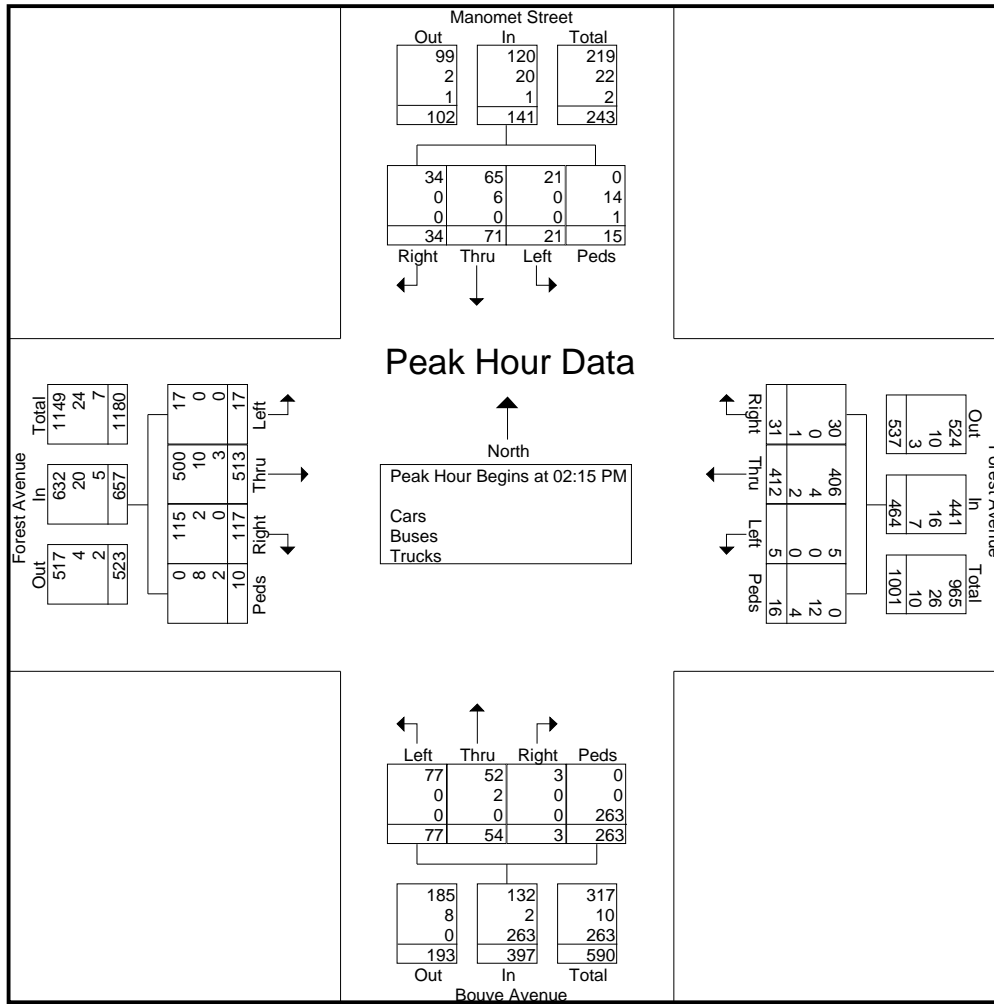 Manomet Street
Out In Total
99 120 219
2 20 22
1 1 2
102 141 243
34 65 21 0
0 6 0 14
0 0 0 1
34 71 21 15
Right Thru Left Peds
Peak Hour Data
North
Peak Hour Begins at 02:15 PM
Cars
Buses
Trucks
Forest Avenue
Total In Out
1149 632 517
24 20 4
7 5 2
1180 657 523
Left Thru Right Peds
17 500 115 0
0 10 2 8
0 3 0 2
17 513 117 10
Right Thru Left Peds
30 406 5 0
0 4 0 12
1 2 0 4
31 412 5 16
Out In Total
524 441 965
10 16 26
3 7 10
537 464 1001
Forest Avenue
Left Thru Right Peds
77 52 3 0
0 2 0 0
0 0 0 263
77 54 3 263
185 132 317
8 2 10
0 263 263
193 397 590
Out In Total
Bouve Avenue